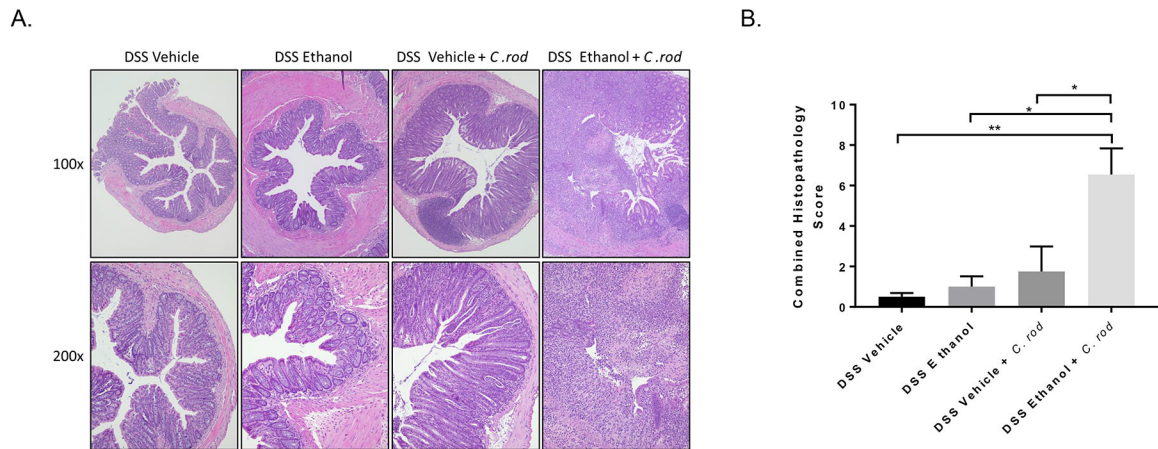 A.
DSS Vehicle
DSS Ethanol
DSS Vehicle + C.rod
DSS Ethanol + C.rod
100x
200x
B.
*
*
**
Combined Histopathology
Score
10
8
6
4
2
0
DSS Vehicle
DSS Ethanol
DSS Vehicle + C. rod
DSS Ethanol + C. rod